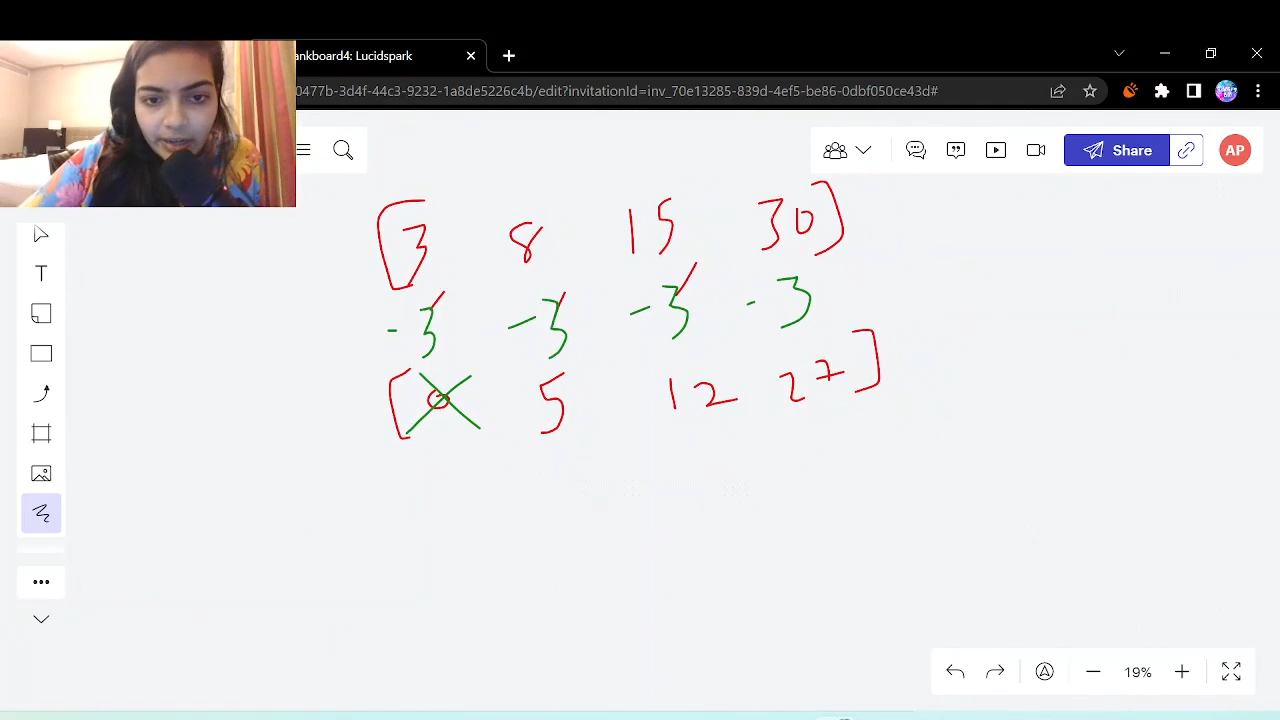 ankboard4: Lucidspark
0477b-3d4f-44c3-9232-1a8de5226c4b/edit?invitationId=inv_70e13285-839d-4ef5-be86-0dbf050ce43d#
Share
AP
T
[3 8 15 30]
-3 -3 -3 -3
[0 5 12 27]
19%